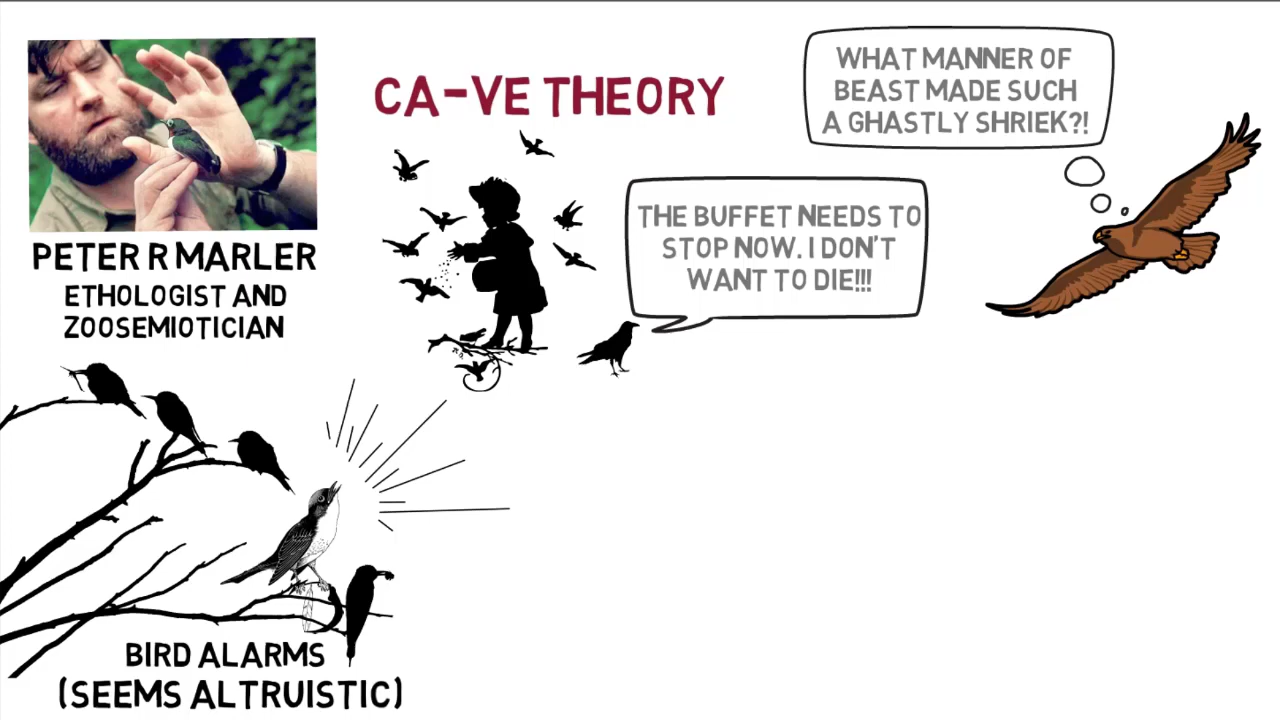 PETER R MARLER
ETHOLOGIST AND
ZOOSEMIOTICIAN
CA-VE THEORY
THE BUFFET NEEDS TO
STOP NOW. I DON'T
WANT TO DIE!!!
WHAT MANNER OF
BEAST MADE SUCH
A GHASTLY SHRIEK?!
BIRD ALARMS
(SEEMS ALTRUISTIC)